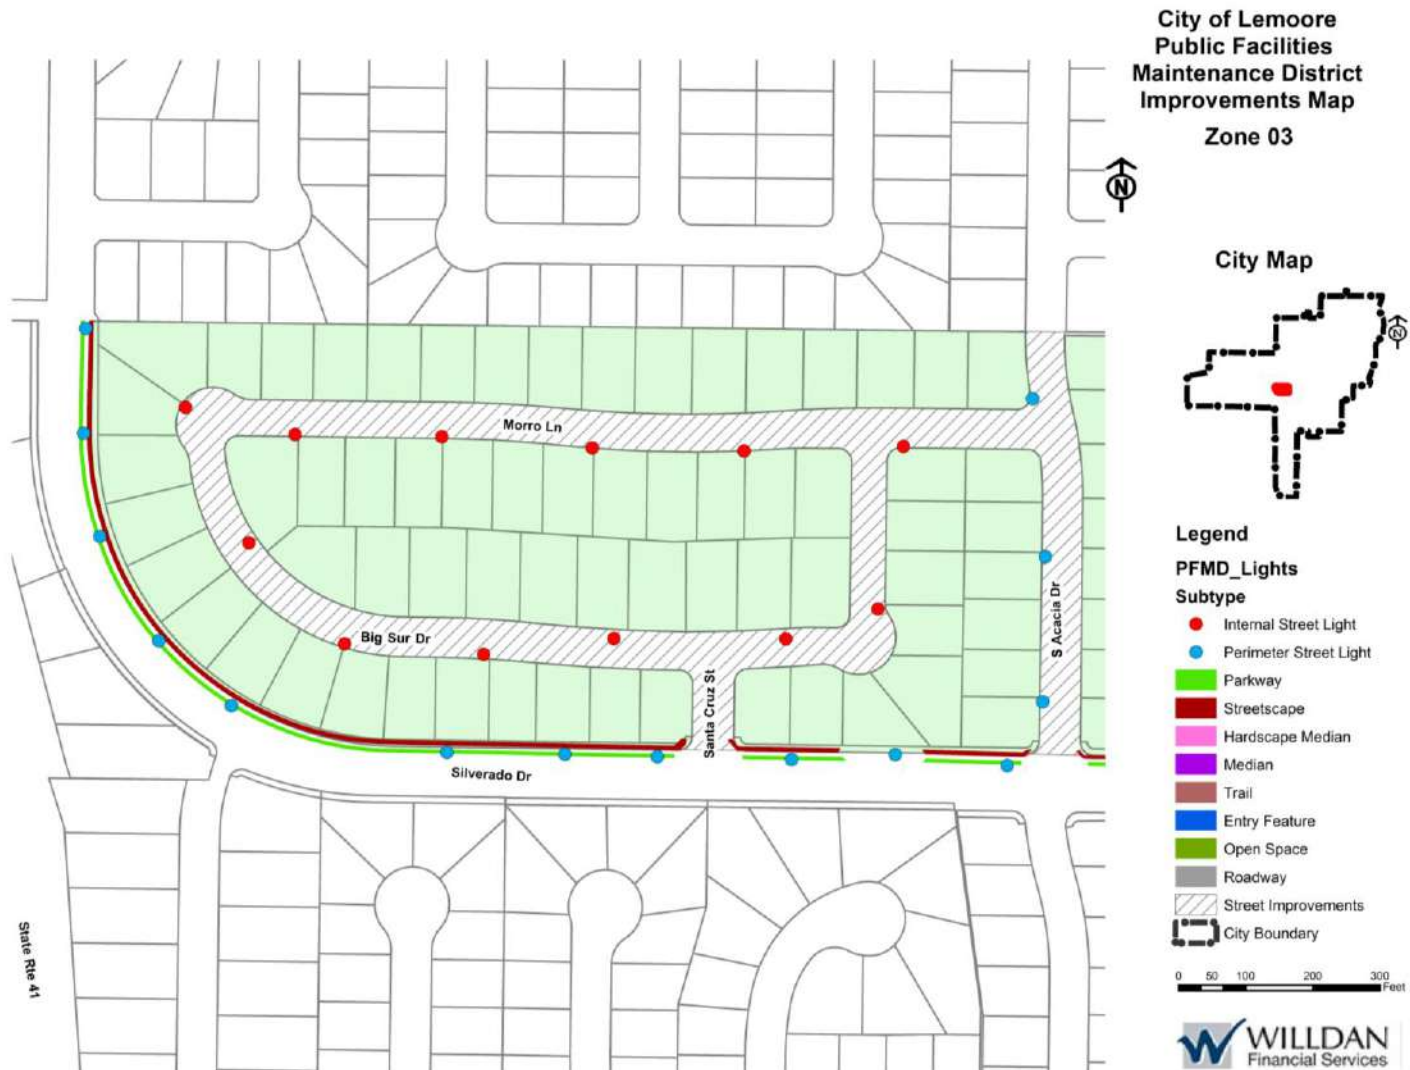 City of Lemoore
Public Facilities
Maintenance District
Improvements Map
Zone 03
N
City Map
N
Morro Ln
Big Sur Dr
Santa Cruz St
S Acacia Dr
Silverado Dr
State Rte 41
Legend
PFMD_Lights
Subtype
Internal Street Light
Perimeter Street Light
Parkway
Streetscape
Hardscape Median
Median
Trail
Entry Feature
Open Space
Roadway
Street Improvements
City Boundary
0 50 100 200 300
Feet
WILLDAN
Financial Services